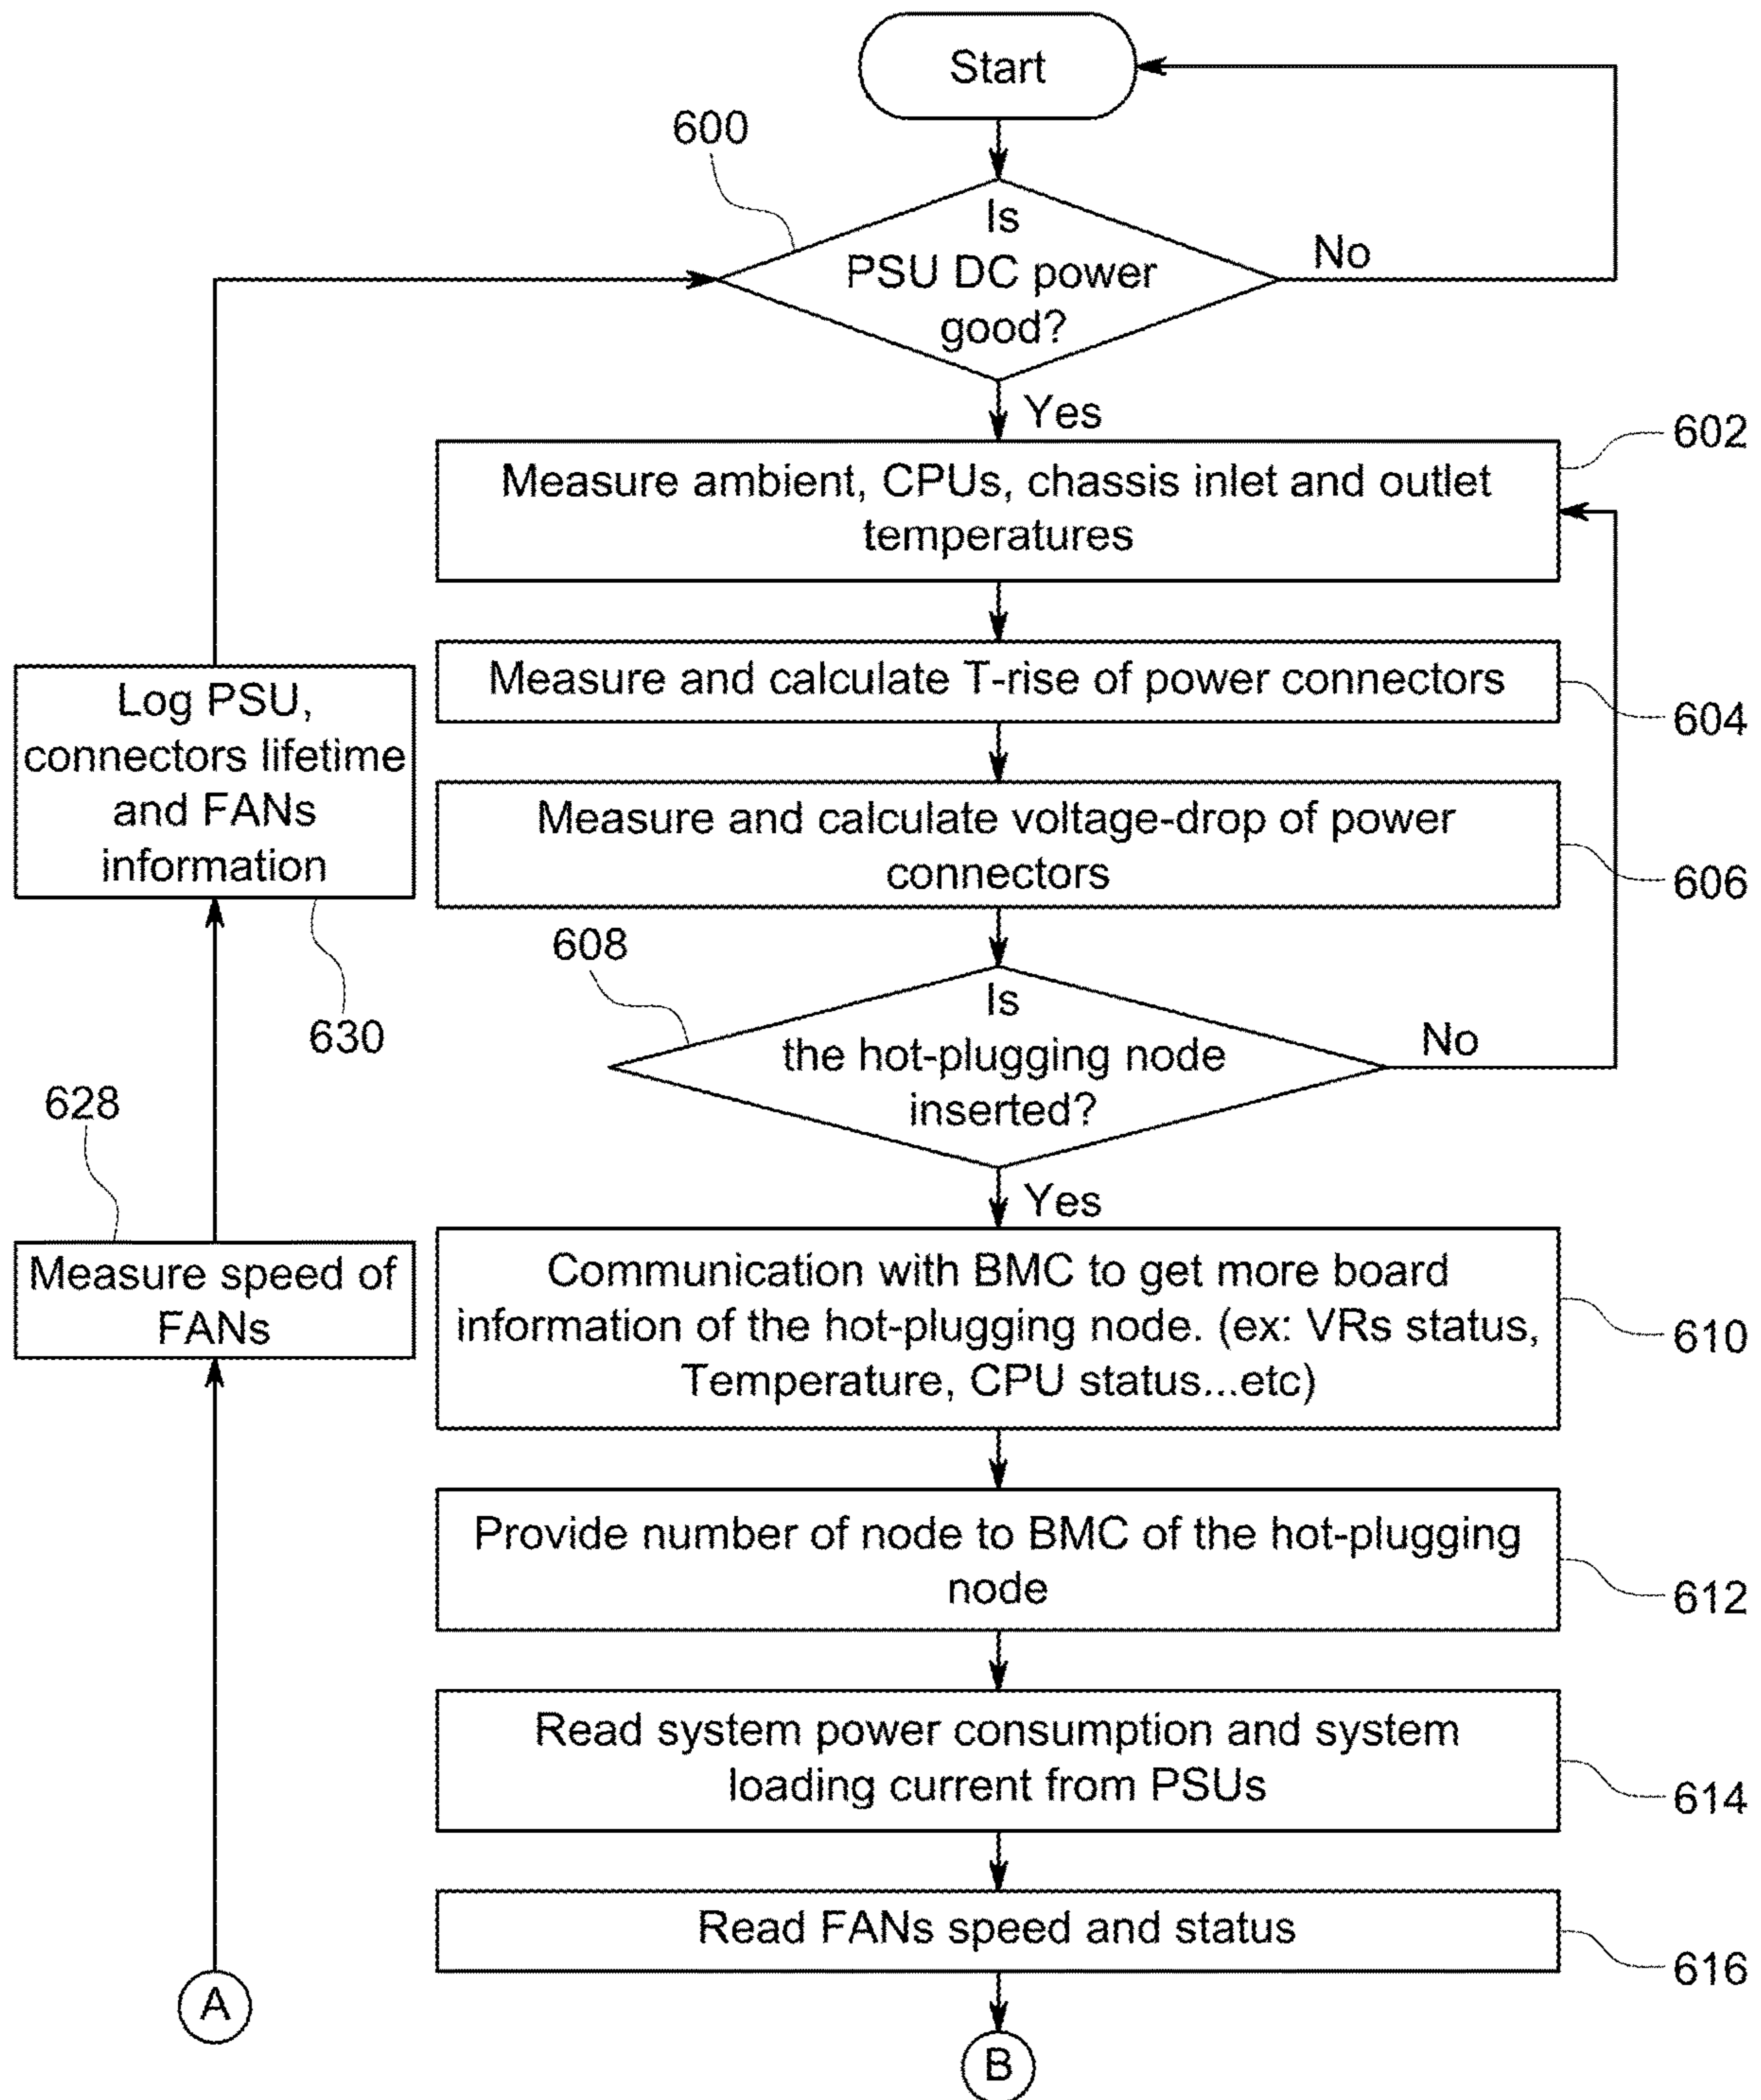 Start
600
Is
PSU DC power
good?
No
Yes
602
Measure ambient, CPUs, chassis inlet and outlet
temperatures
Measure and calculate T-rise of power connectors
604
Measure and calculate voltage-drop of power
connectors
606
608
Is
the hot-plugging node
inserted?
No
Yes
Communication with BMC to get more board
information of the hot-plugging node. (ex: VRs status,
Temperature, CPU status...etc)
610
Provide number of node to BMC of the hot-plugging
node
612
Read system power consumption and system
loading current from PSUs
614
Read FANs speed and status
616
B
Log PSU,
connectors lifetime
and FANs
information
630
628
Measure speed of
FANs
A